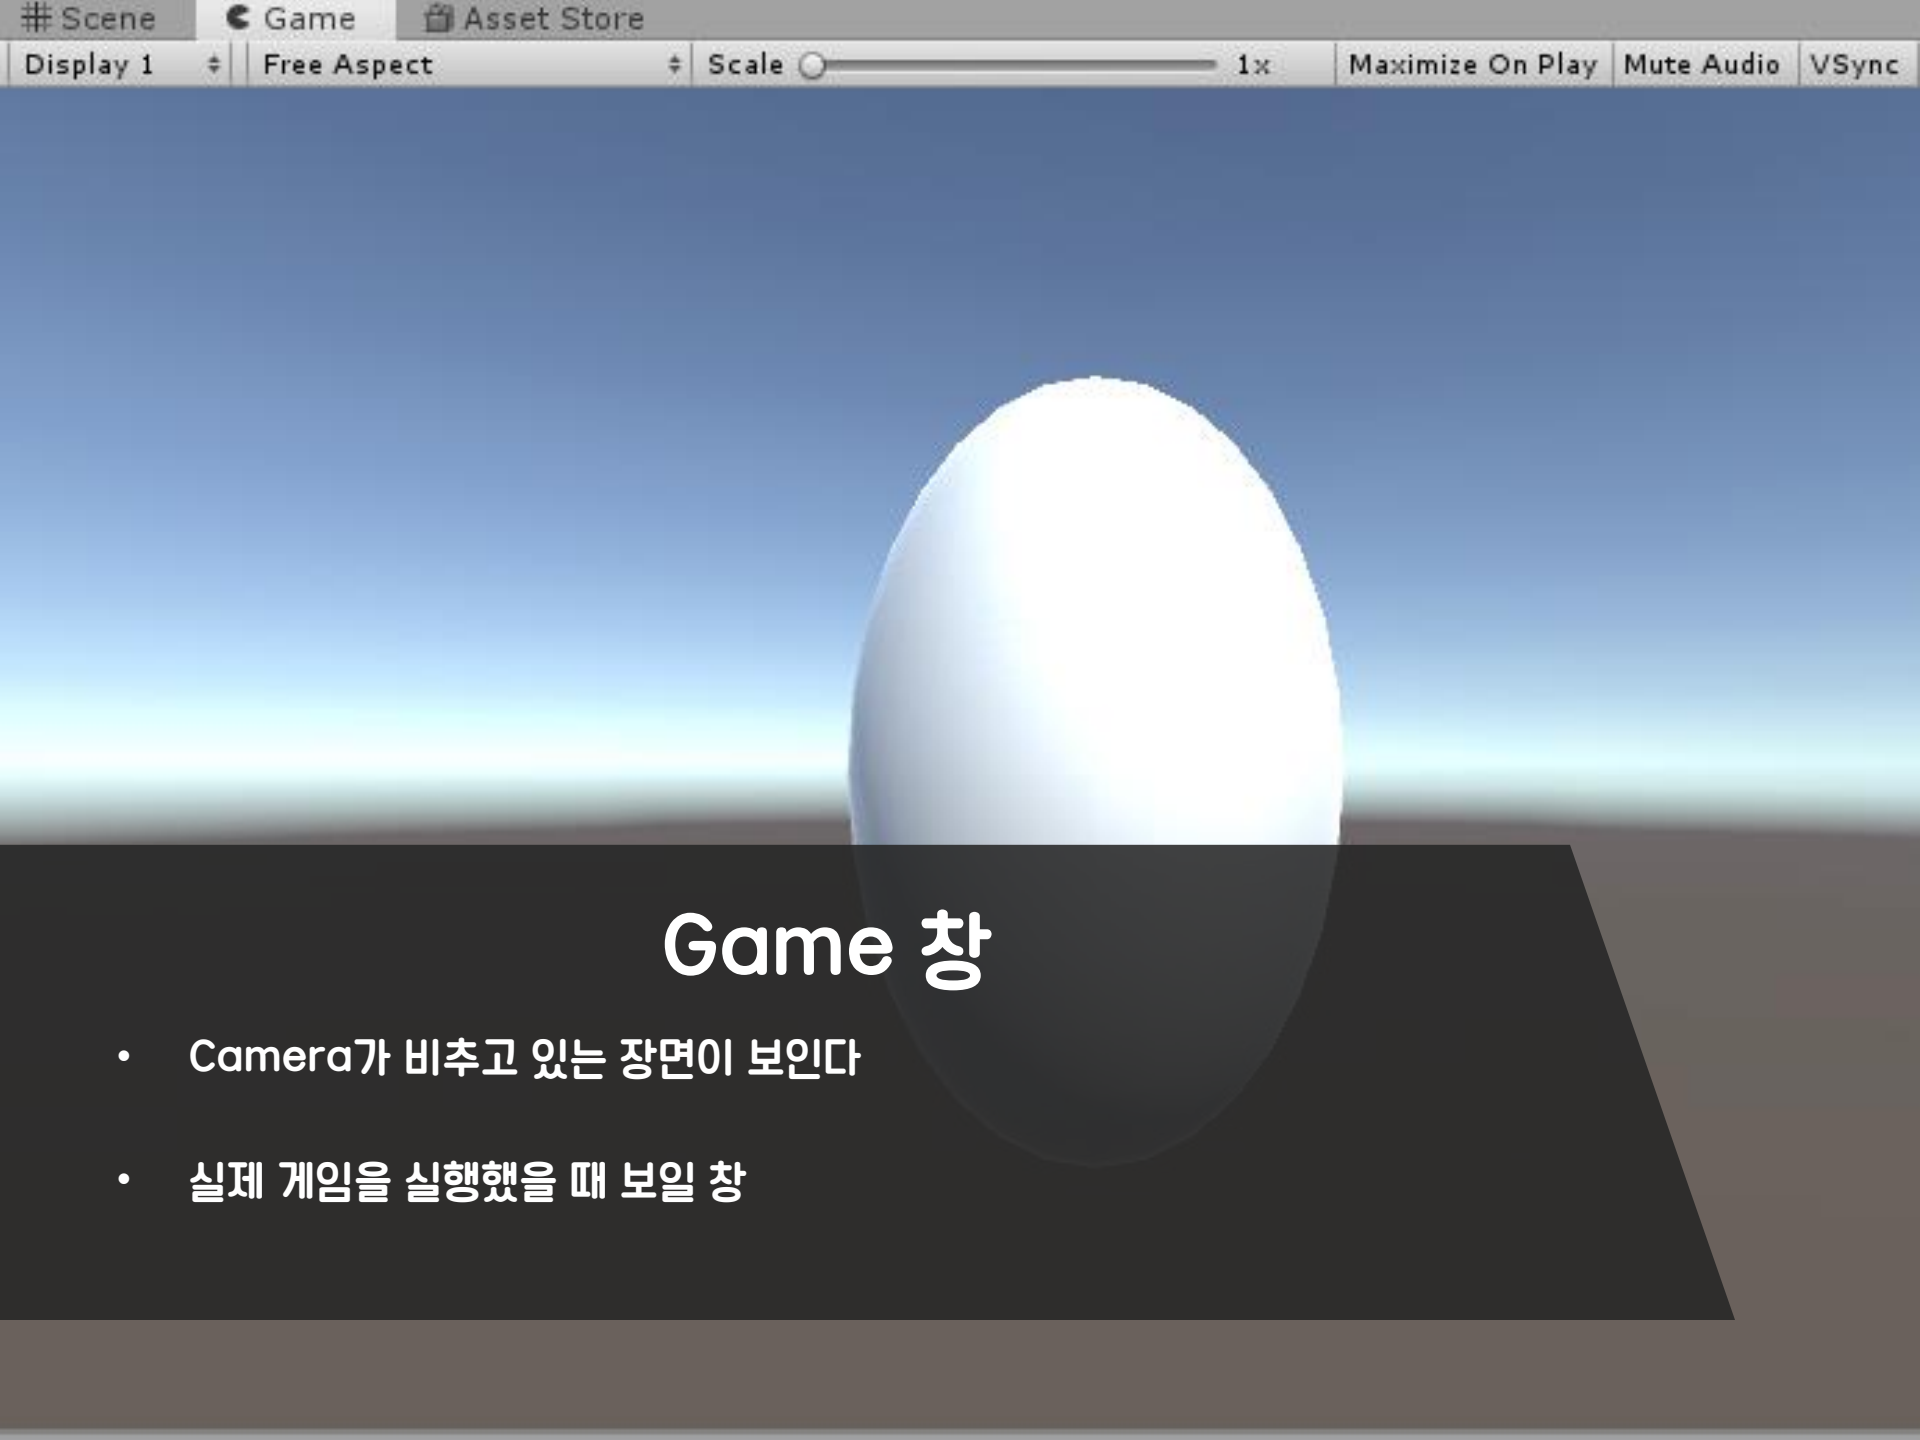 Scene Game Asset Store
Display 1 Free Aspect Scale 1x Maximize On Play Mute Audio VSync
Game 창
• Camera가 비추고 있는 장면이 보인다
• 실제 게임을 실행했을 때 보일 창